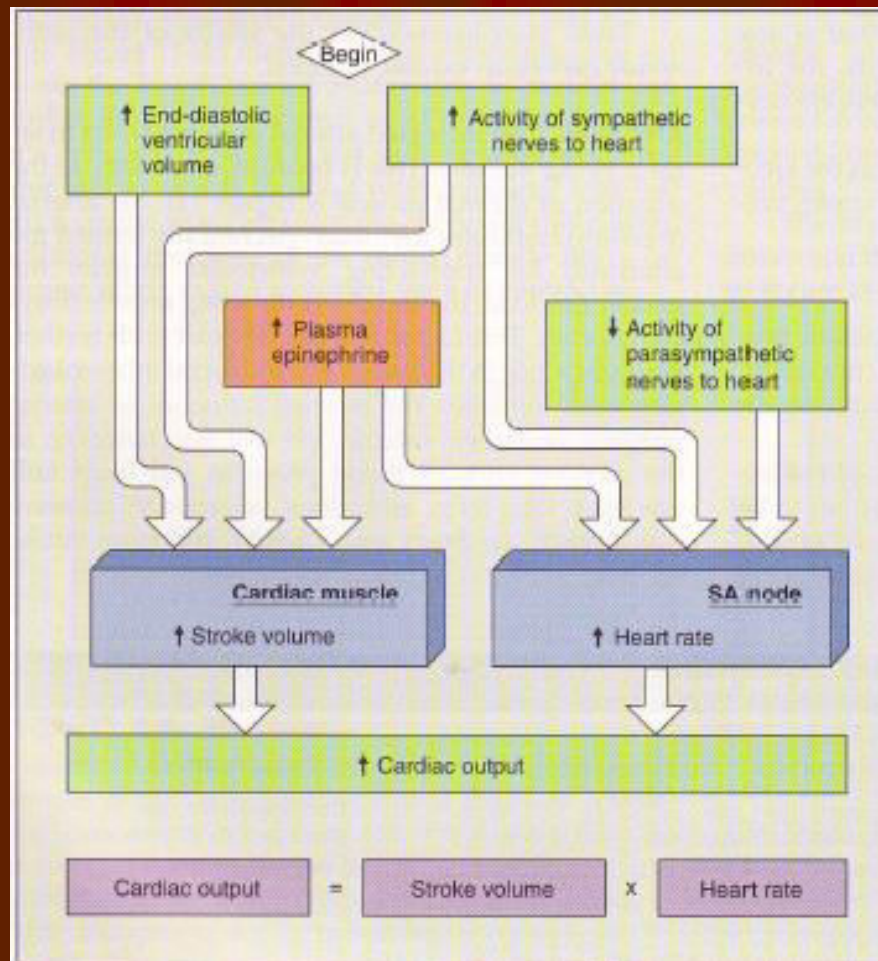 Begin
↑ End-diastolic
ventricular
volume
↑ Activity of sympathetic
nerves to heart
↑ Plasma
epinephrine
↓ Activity of
parasympathetic
nerves to heart
Cardiac muscle
↑ Stroke volume
SA node
↑ Heart rate
↑ Cardiac output
Cardiac output = Stroke volume x Heart rate